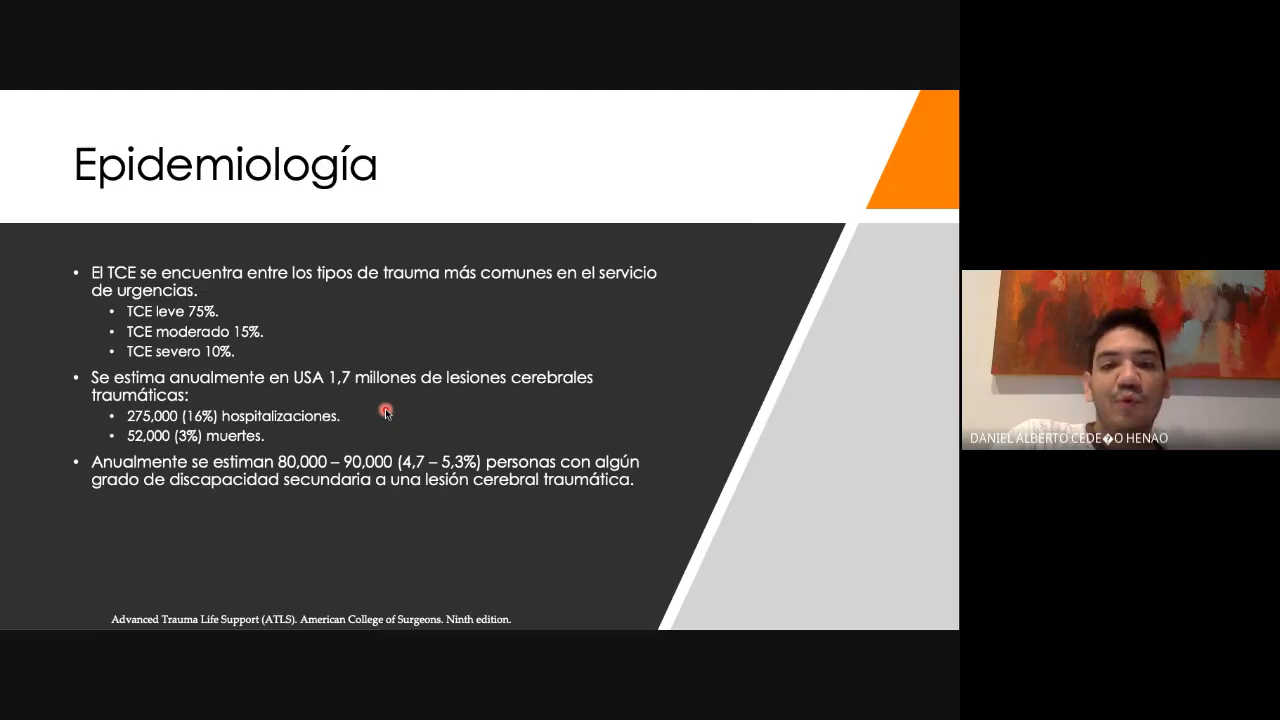 Epidemiología
• El TCE se encuentra entre los tipos de trauma más comunes en el servicio
de urgencias.
• TCE leve 75%.
• TCE moderado 15%.
• TCE severo 10%.
• Se estima anualmente en USA 1,7 millones de lesiones cerebrales
traumáticas:
• 275,000 (16%) hospitalizaciones.
• 52,000 (3%) muertes.
• Anualmente se estiman 80,000 – 90,000 (4,7 – 5,3%) personas con algún
grado de discapacidad secundaria a una lesión cerebral traumática.
Advanced Trauma Life Support (ATLS). American College of Surgeons. Ninth edition.
DANIEL ALBERTO CEDE�O HENAO